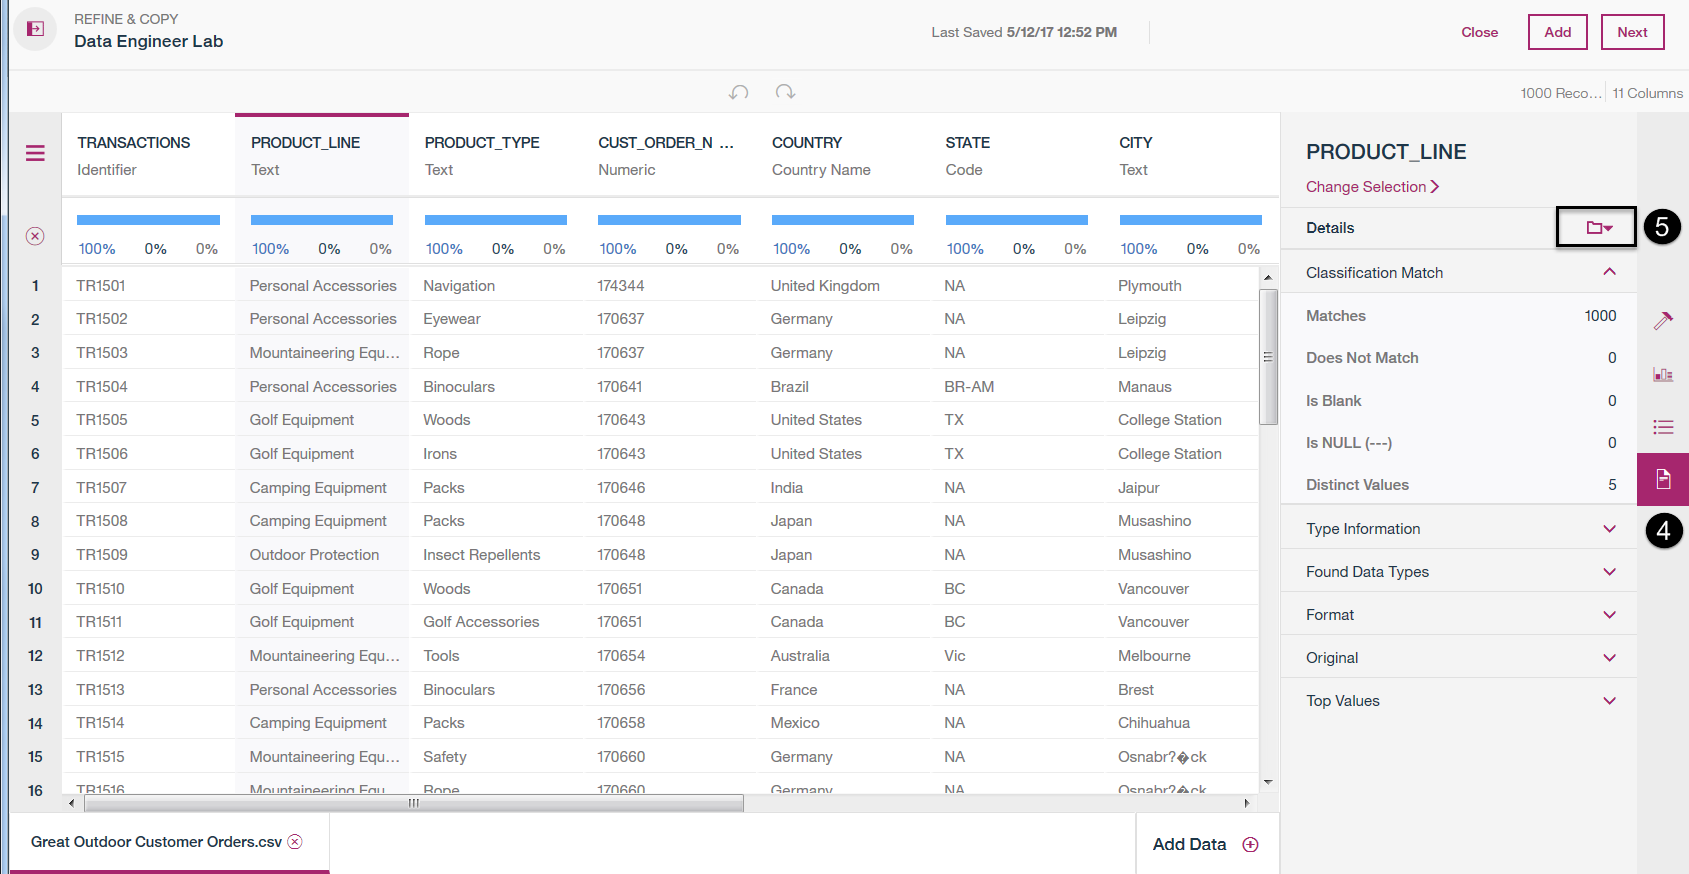 REFINE & COPY
Data Engineer Lab
Last Saved 5/12/17 12:52 PM
Close Add Next
1000 Reco... 11 Columns
TRANSACTIONS PRODUCT_LINE PRODUCT_TYPE CUST_ORDER_N ... COUNTRY STATE CITY
Identifier Text Text Numeric Country Name Code Text
100% 0% 0% 100% 0% 0% 100% 0% 0% 100% 0% 0% 100% 0% 0% 100% 0% 0% 100% 0% 0%
1 TR1501 Personal Accessories Navigation 174344 United Kingdom NA Plymouth
2 TR1502 Personal Accessories Eyewear 170637 Germany NA Leipzig
3 TR1503 Mountaineering Equ... Rope 170637 Germany NA Leipzig
4 TR1504 Personal Accessories Binoculars 170641 Brazil BR-AM Manaus
5 TR1505 Golf Equipment Woods 170643 United States TX College Station
6 TR1506 Golf Equipment Irons 170643 United States TX College Station
7 TR1507 Camping Equipment Packs 170646 India NA Jaipur
8 TR1508 Camping Equipment Packs 170648 Japan NA Musashino
9 TR1509 Outdoor Protection Insect Repellents 170648 Japan NA Musashino
10 TR1510 Golf Equipment Woods 170651 Canada BC Vancouver
11 TR1511 Golf Equipment Golf Accessories 170651 Canada BC Vancouver
12 TR1512 Mountaineering Equ... Tools 170654 Australia Vic Melbourne
13 TR1513 Personal Accessories Binoculars 170656 France NA Brest
14 TR1514 Camping Equipment Packs 170658 Mexico NA Chihuahua
15 TR1515 Mountaineering Equ... Safety 170660 Germany NA Osnabr?�ck
16 TR1516 Mountaineering Equ... Rope 170660 Germany NA Osnabr?�ck
Great Outdoor Customer Orders.csv
Add Data
PRODUCT_LINE
Change Selection
Details
5
Classification Match
Matches 1000
Does Not Match 0
Is Blank 0
Is NULL (---) 0
Distinct Values 5
4
Type Information
Found Data Types
Format
Original
Top Values